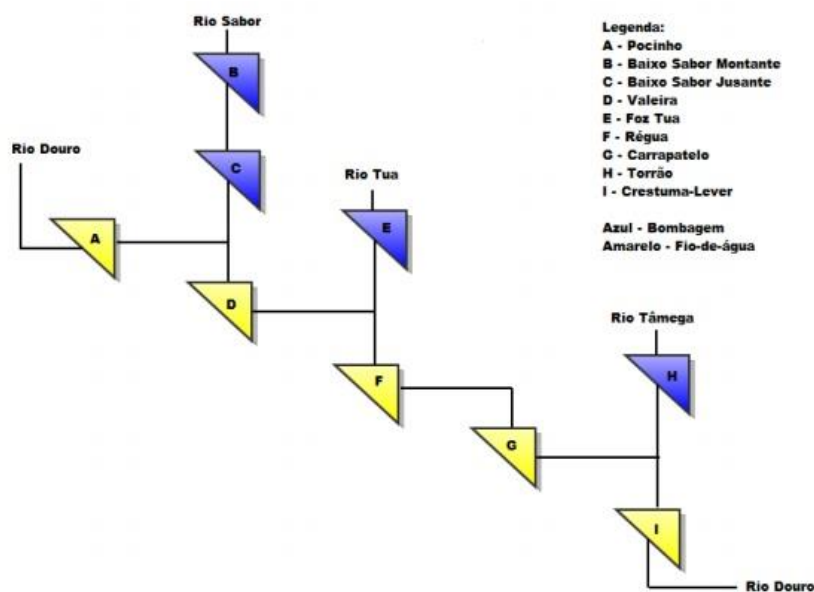 Rio Sabor
Legenda:
A - Pocinho
B - Baixo Sabor Montante
C - Baixo Sabor Jusante
D - Valeira
E - Foz Tua
F - Régua
G - Carrapatelo
H - Torrão
I - Crestuma-Lever
Azul - Bombagem
Amarelo - Fio-de-água
B
Rio Douro
C
Rio Tua
A
E
D
Rio Tâmega
F
H
G
I
Rio Douro